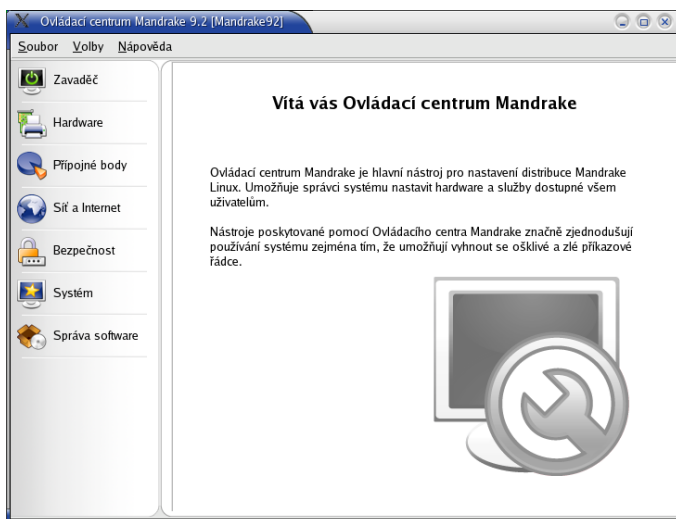 Ovládací centrum Mandrake 9.2 [Mandrake92]
Soubor Volby Nápověda
Zavaděč
Hardware
Přípojné body
Síť a Internet
Bezpečnost
Systém
Správa software
Vítá vás Ovládací centrum Mandrake
Ovládací centrum Mandrake je hlavní nástroj pro nastavení distribuce Mandrake
Linux. Umožňuje správci systému nastavit hardware a služby dostupné všem
uživatelům.
Nástroje poskytované pomocí Ovládacího centra Mandrake značně zjednodušují
používání systému zejména tím, že umožňují vyhnout se ošklivé a zlé příkazové
řádce.